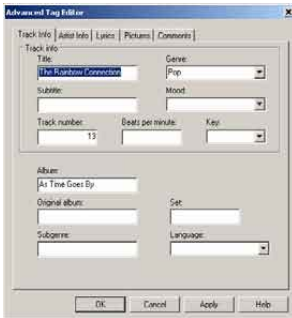 Advanced Tag Editor
Track Info Artist Info Lyrics Pictures Comments
Track info
Title: Genre:
The Rainbow Connection Pop
Subtitle: Mood:
Track number: Beats per minute: Key:
13
Album:
As Time Goes By
Original album: Set:
Subgenre: Language:
OK Cancel Apply Help